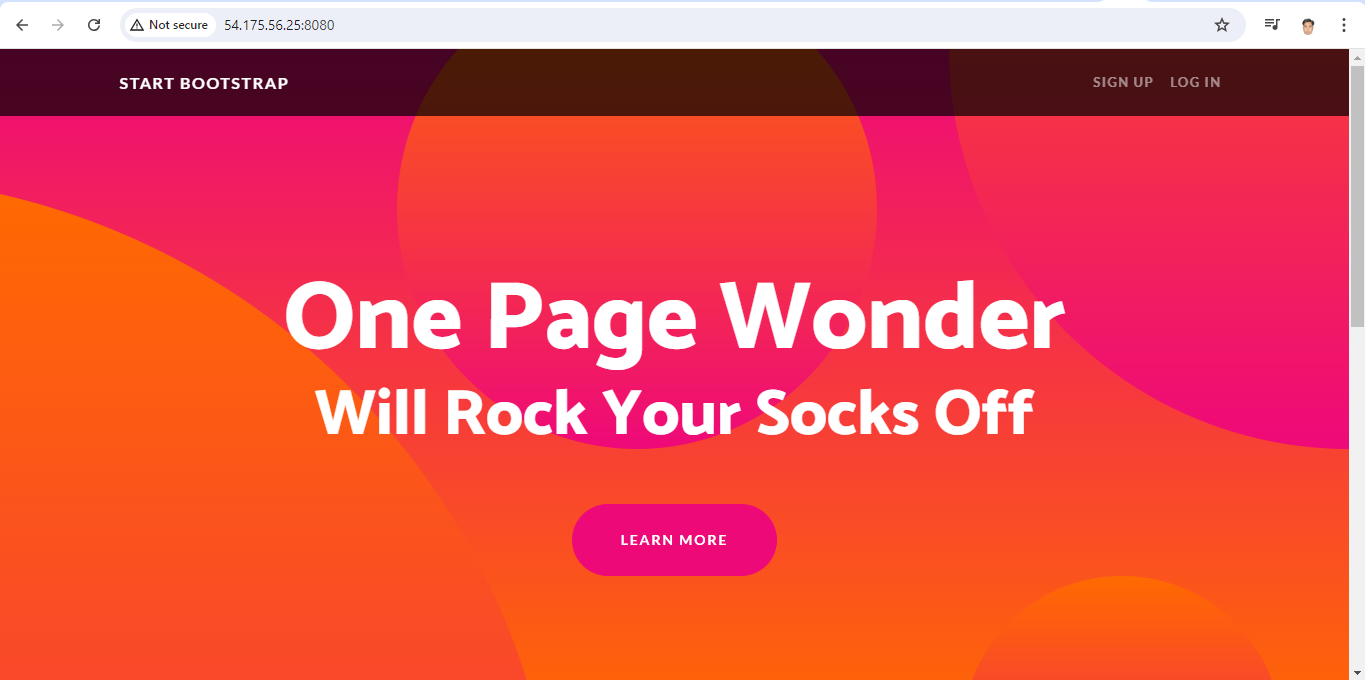 Not secure 54.175.56.25:8080
START BOOTSTRAP SIGN UP LOG IN
One Page Wonder
Will Rock Your Socks Off
LEARN MORE